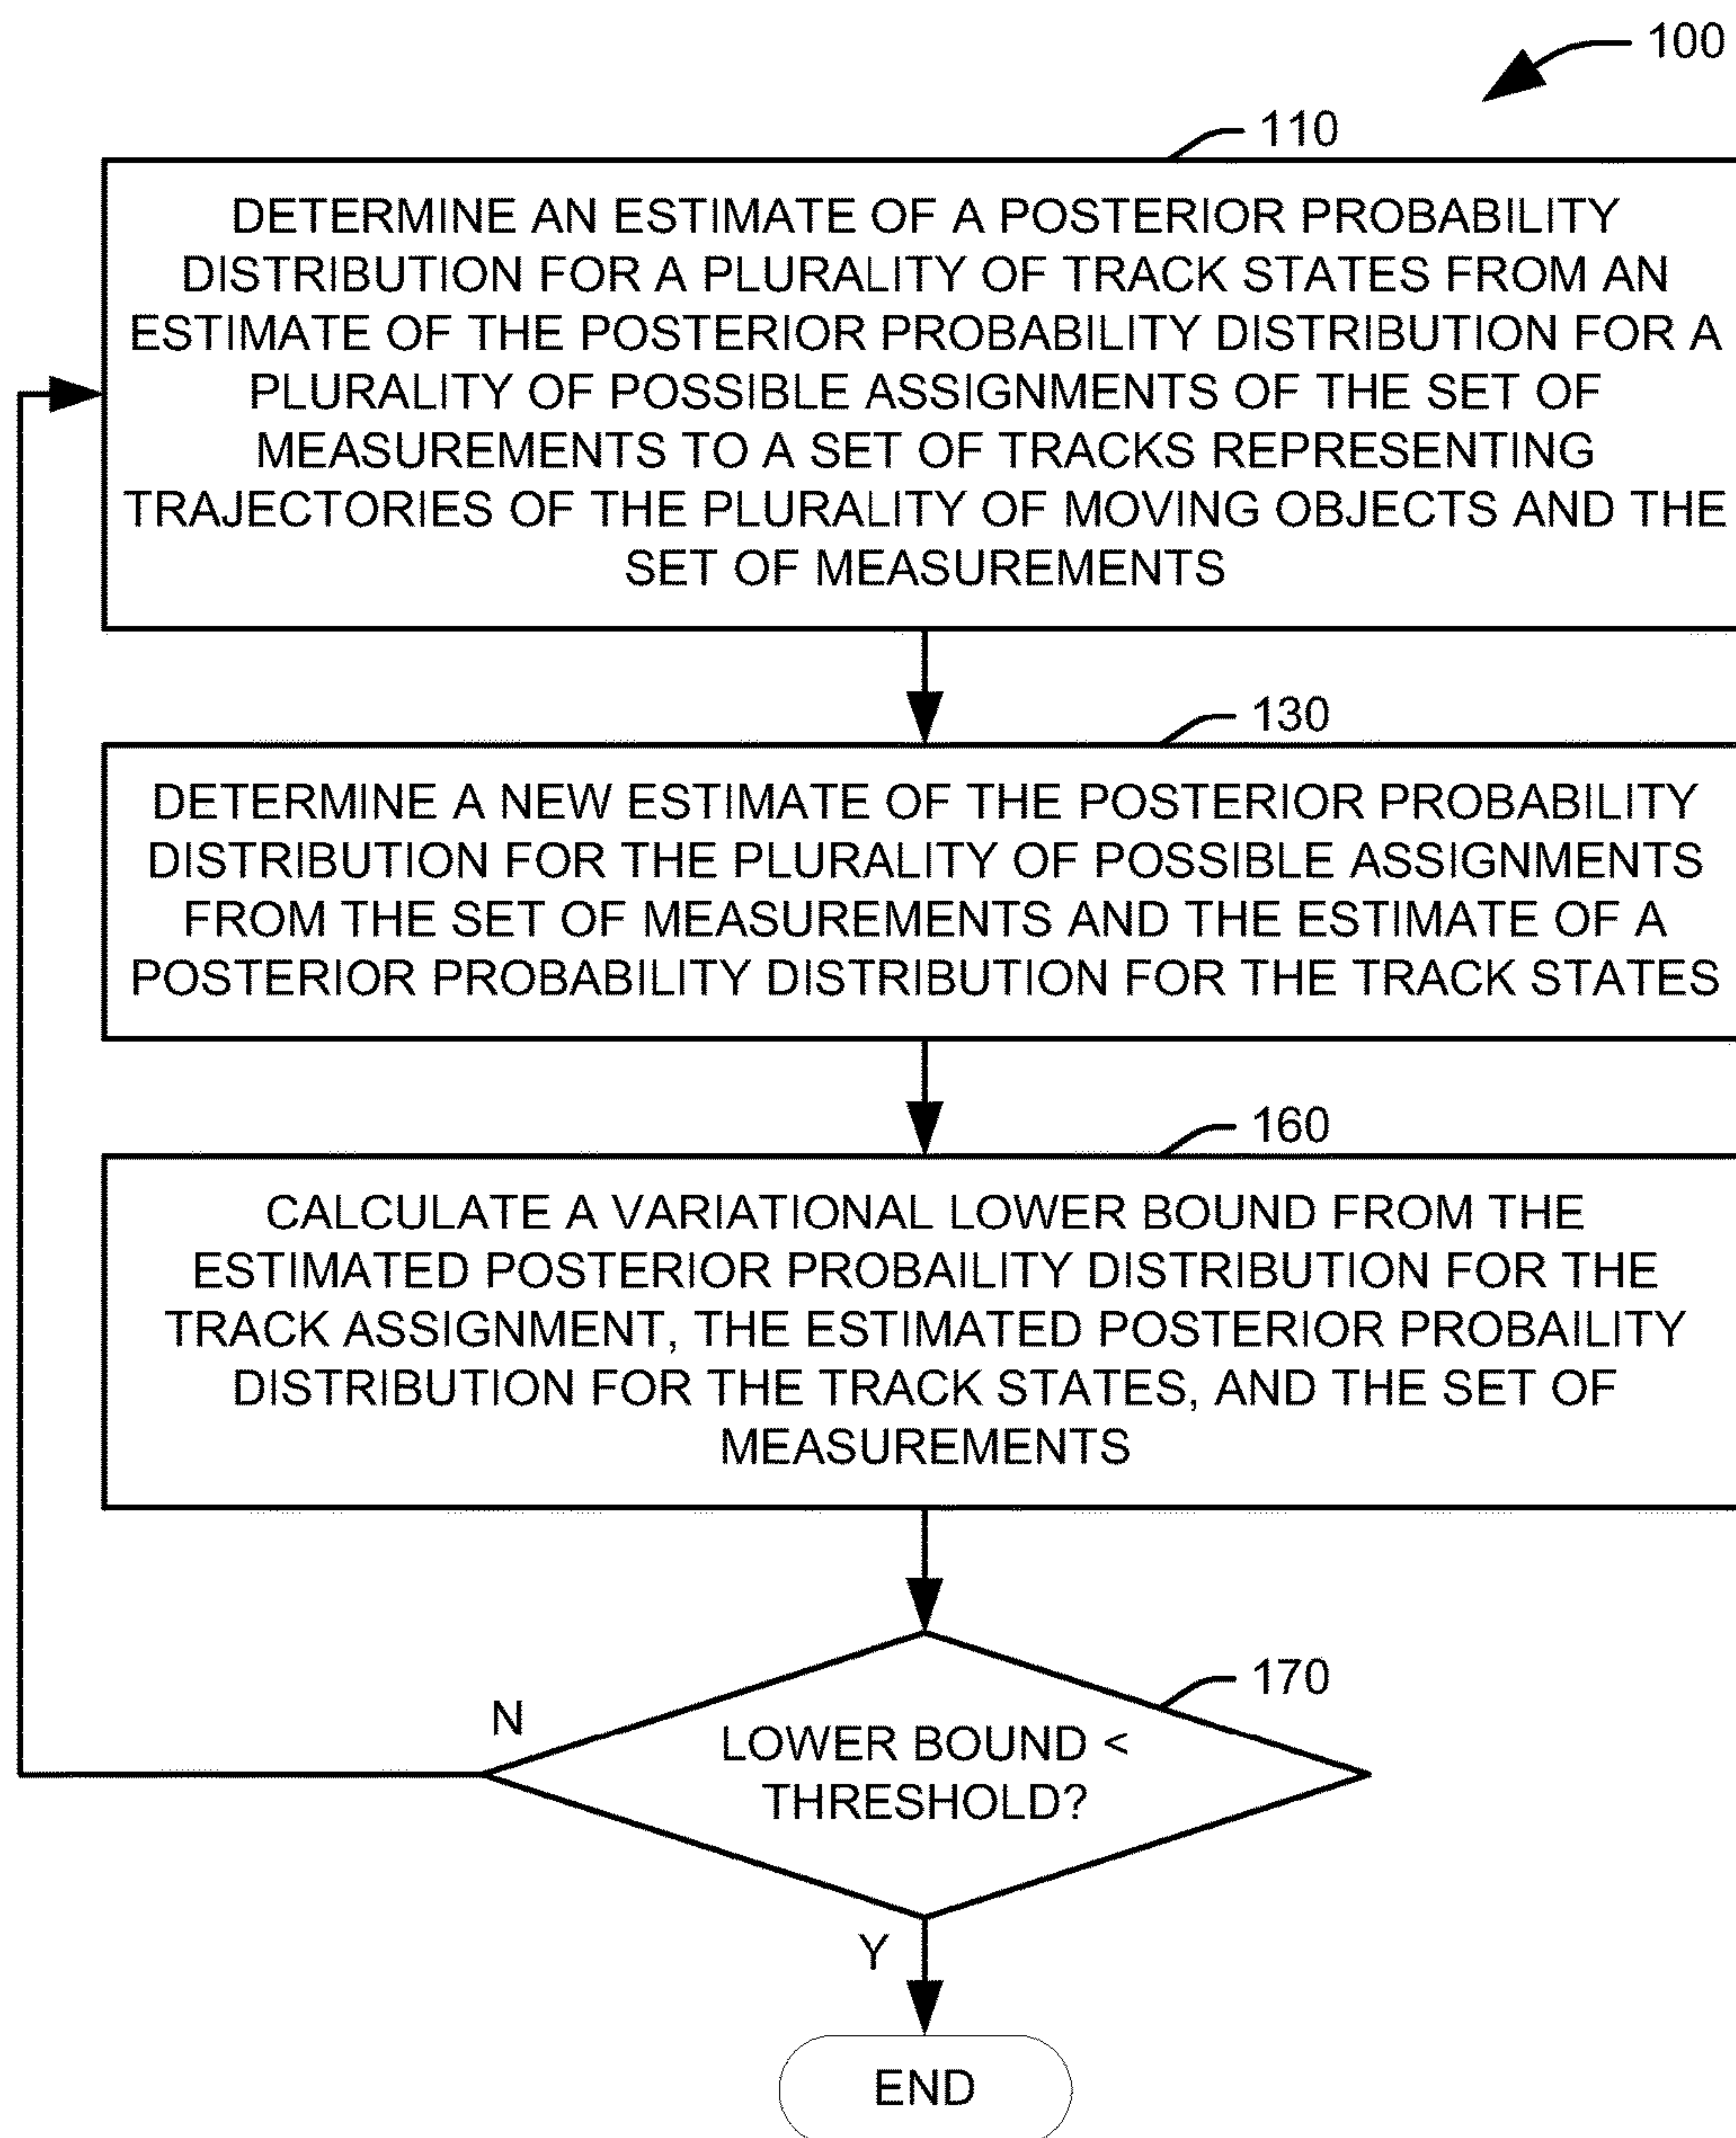 100
110
DETERMINE AN ESTIMATE OF A POSTERIOR PROBABILITY
DISTRIBUTION FOR A PLURALITY OF TRACK STATES FROM AN
ESTIMATE OF THE POSTERIOR PROBABILITY DISTRIBUTION FOR A
PLURALITY OF POSSIBLE ASSIGNMENTS OF THE SET OF
MEASUREMENTS TO A SET OF TRACKS REPRESENTING
TRAJECTORIES OF THE PLURALITY OF MOVING OBJECTS AND THE
SET OF MEASUREMENTS
130
DETERMINE A NEW ESTIMATE OF THE POSTERIOR PROBABILITY
DISTRIBUTION FOR THE PLURALITY OF POSSIBLE ASSIGNMENTS
FROM THE SET OF MEASUREMENTS AND THE ESTIMATE OF A
POSTERIOR PROBABILITY DISTRIBUTION FOR THE TRACK STATES
160
CALCULATE A VARIATIONAL LOWER BOUND FROM THE
ESTIMATED POSTERIOR PROBAILITY DISTRIBUTION FOR THE
TRACK ASSIGNMENT, THE ESTIMATED POSTERIOR PROBAILITY
DISTRIBUTION FOR THE TRACK STATES, AND THE SET OF
MEASUREMENTS
170
N
LOWER BOUND <
THRESHOLD?
Y
END